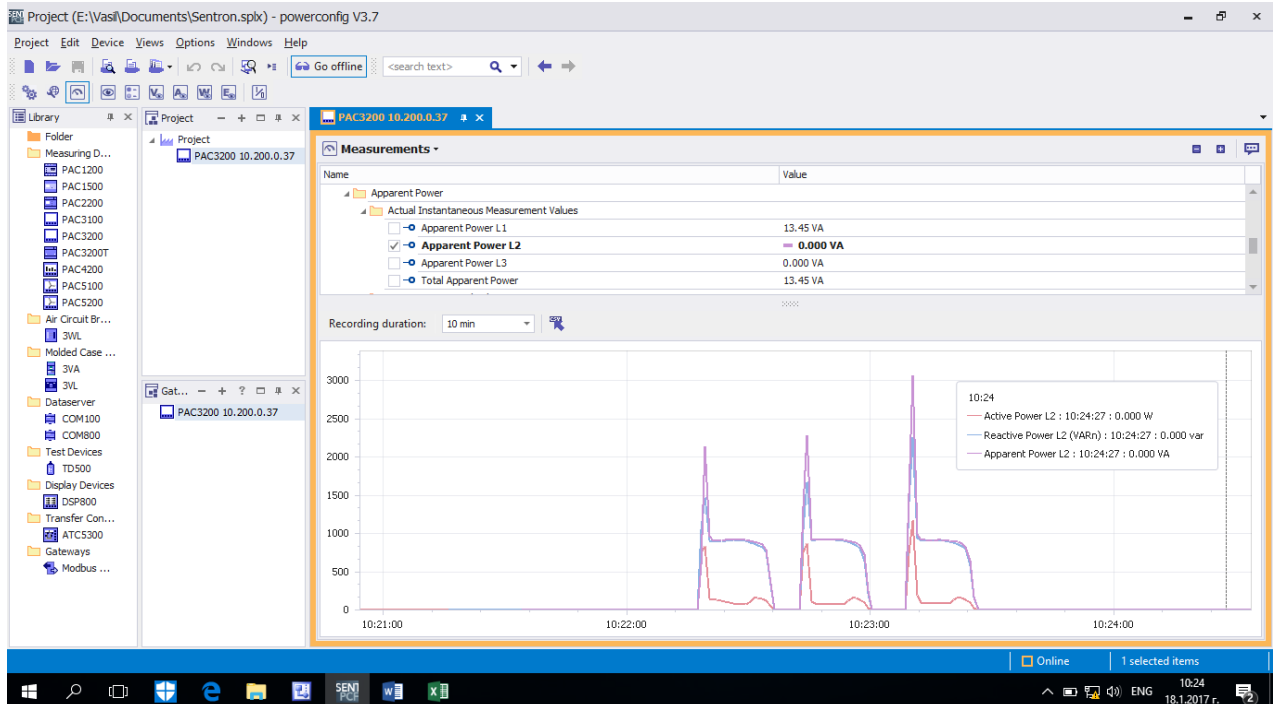 Project (E:\Vasil\Documents\Sentron.splx) - powerconfig V3.7
Project Edit Device Views Options Windows Help
Go offline <search text>
Library
Folder
Measuring D...
PAC1200
PAC1500
PAC2200
PAC3100
PAC3200
PAC3200T
PAC4200
PAC5100
PAC5200
Air Circuit Br...
3WL
Molded Case ...
3VA
3VL
Dataserver
COM100
COM800
Test Devices
TD500
Display Devices
DSP800
Transfer Con...
ATC5300
Gateways
Modbus ...
Project
Project
PAC3200 10.200.0.37
Gat...
PAC3200 10.200.0.37
PAC3200 10.200.0.37
Measurements
Name Value
Apparent Power
Actual Instantaneous Measurement Values
Apparent Power L1 13.45 VA
Apparent Power L2 0.000 VA
Apparent Power L3 0.000 VA
Total Apparent Power 13.45 VA
Recording duration: 10 min
3000
2500
2000
1500
1000
500
0
10:21:00 10:22:00 10:23:00 10:24:00
10:24
Active Power L2 : 10:24:27 : 0.000 W
Reactive Power L2 (VARn) : 10:24:27 : 0.000 var
Apparent Power L2 : 10:24:27 : 0.000 VA
Online 1 selected items
ENG
10:24
18.1.2017 г.